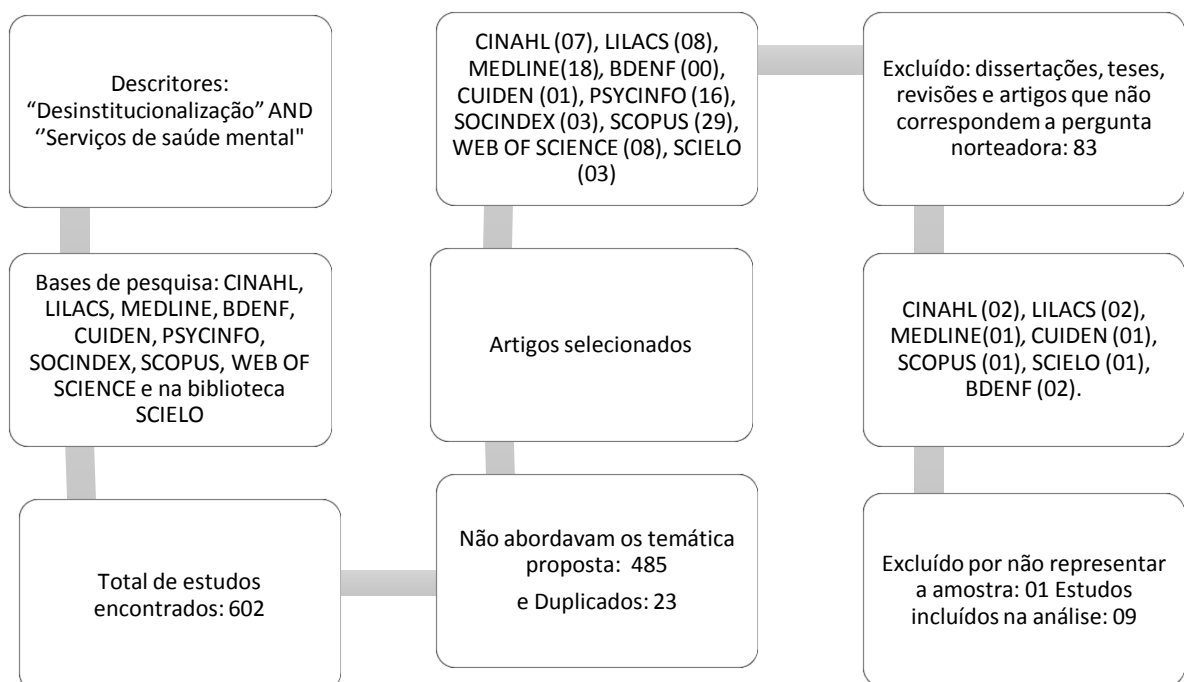 Descritores:
“Desinstitucionalização” AND
‘’Serviços de saúde mental"
Bases de pesquisa: CINAHL,
LILACS, MEDLINE, BDENF,
CUIDEN, PSYCINFO,
SOCINDEX, SCOPUS, WEB OF
SCIENCE e na biblioteca
SCIELO
Total de estudos
encontrados: 602
Não abordavam os temática
proposta: 485
e Duplicados: 23
Artigos selecionados
CINAHL (07), LILACS (08),
MEDLINE(18), BDENF (00),
CUIDEN (01), PSYCINFO (16),
SOCINDEX (03), SCOPUS (29),
WEB OF SCIENCE (08), SCIELO
(03)
Excluído: dissertações, teses,
revisões e artigos que não
correspondem a pergunta
norteadora: 83
CINAHL (02), LILACS (02),
MEDLINE(01), CUIDEN (01),
SCOPUS (01), SCIELO (01),
BDENF (02).
Excluído por não representar
a amostra: 01 Estudos
incluídos na análise: 09